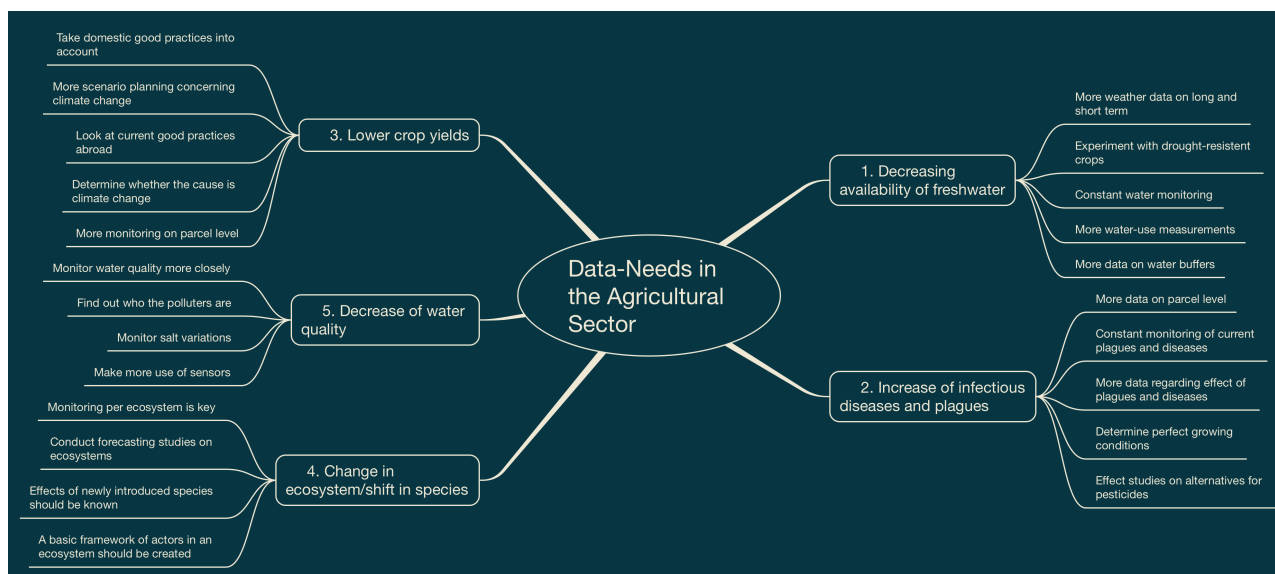 Data-Needs in
the Agricultural
Sector
1. Decreasing
availability of freshwater
More weather data on long and
short term
Experiment with drought-resistent
crops
Constant water monitoring
More water-use measurements
More data on water buffers
2. Increase of infectious
diseases and plagues
More data on parcel level
Constant monitoring of current
plagues and diseases
More data regarding effect of
plagues and diseases
Determine perfect growing
conditions
Effect studies on alternatives for
pesticides
3. Lower crop yields
Take domestic good practices into
account
More scenario planning concerning
climate change
Look at current good practices
abroad
Determine whether the cause is
climate change
More monitoring on parcel level
5. Decrease of water
quality
Monitor water quality more closely
Find out who the polluters are
Monitor salt variations
Make more use of sensors
4. Change in
ecosystem/shift in species
Monitoring per ecosystem is key
Conduct forecasting studies on
ecosystems
Effects of newly introduced species
should be known
A basic framework of actors in an
ecosystem should be created